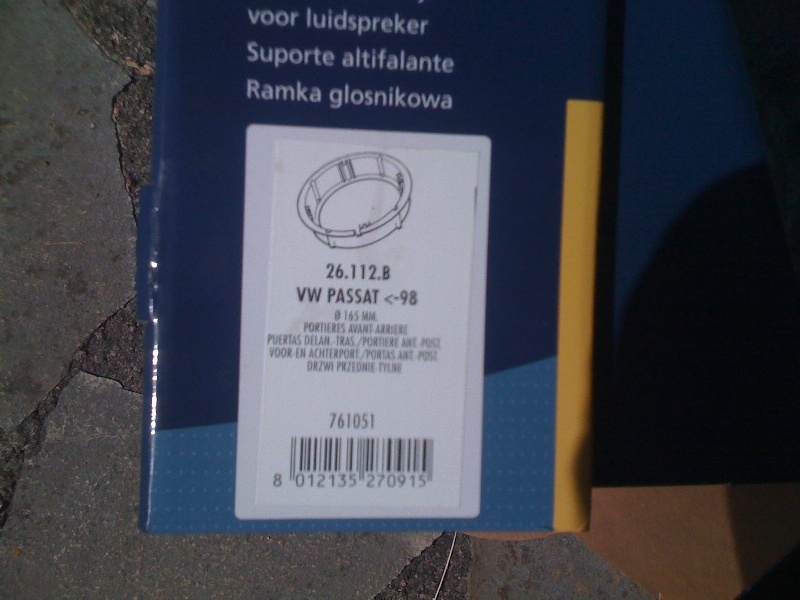 voor luidspreker
Suporte altifalante
Ramka glosnikowa
26.112.B
VW PASSAT <-98
Ø 165 MM.
PORTIERES AVANT-ARRIERE
PUERTAS DELAN.-TRAS./PORTIERE ANT.-POST.
VOOR-EN ACHTERPORT./PORTAS ANT.-POST.
DRZWI PRZEDNIE-TYLNE
761051
8 012135 270915